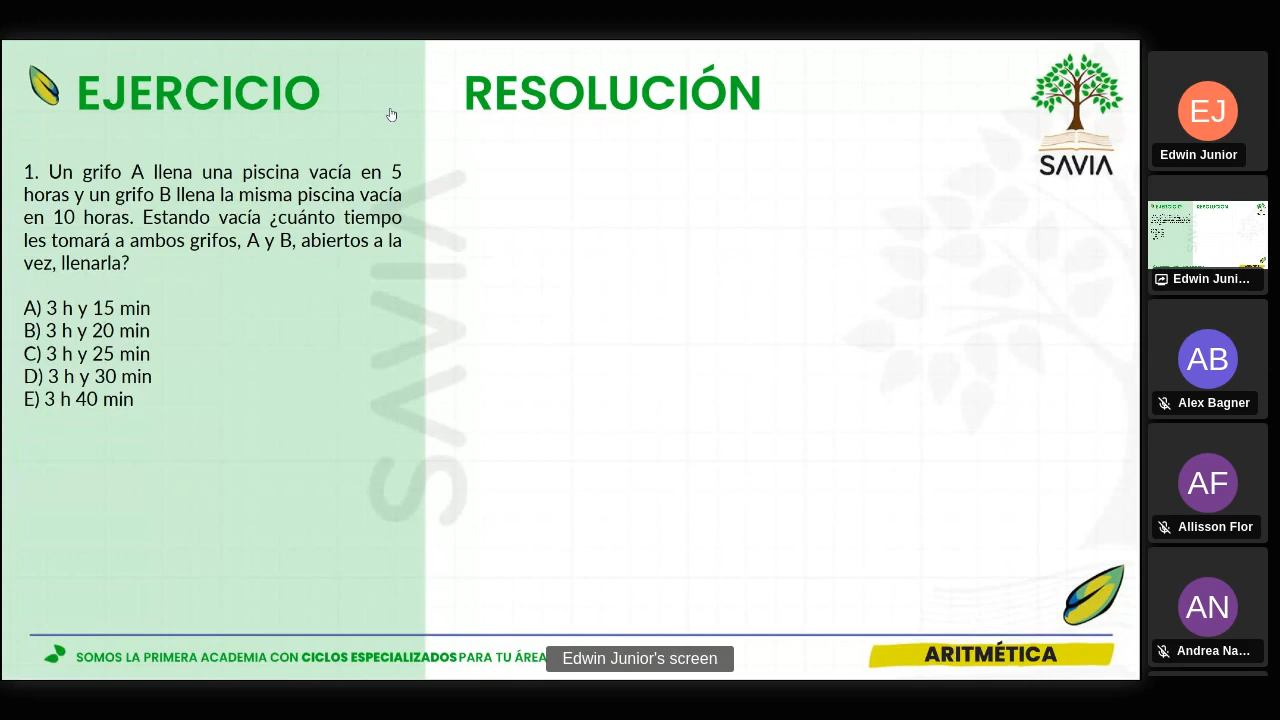 EJERCICIO
RESOLUCIÓN
SAVIA
1. Un grifo A llena una piscina vacía en 5
horas y un grifo B llena la misma piscina vacía
en 10 horas. Estando vacía ¿cuánto tiempo
les tomará a ambos grifos, A y B, abiertos a la
vez, llenarla?
A) 3 h y 15 min
B) 3 h y 20 min
C) 3 h y 25 min
D) 3 h y 30 min
E) 3 h 40 min
SAVIA
SOMOS LA PRIMERA ACADEMIA CON CICLOS ESPECIALIZADOS PARA TU ÁREA
Edwin Junior's screen
ARITMÉTICA
EJ
Edwin Junior
EJERCICIO
RESOLUCIÓN
Edwin Juni...
AB
Alex Bagner
AF
Allisson Flor
AN
Andrea Na...